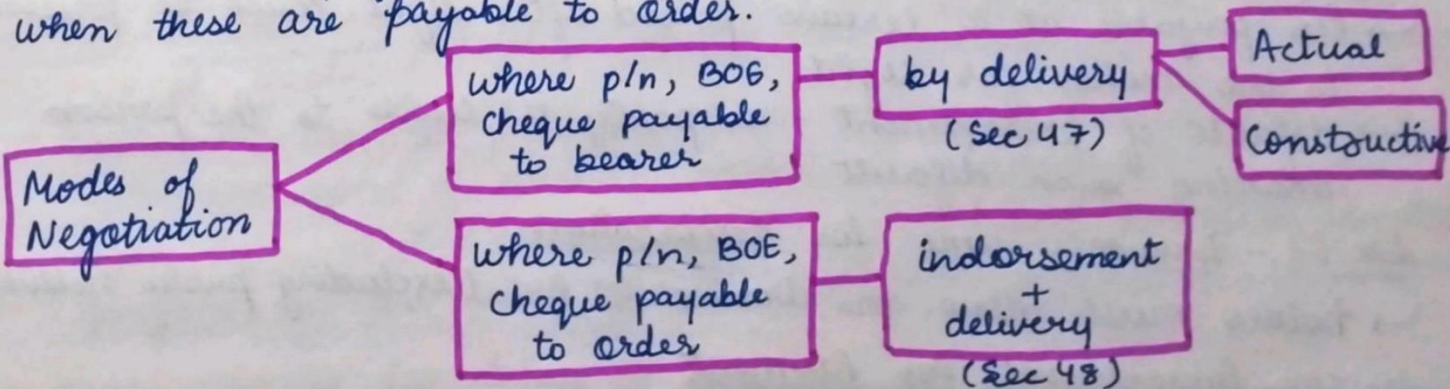 when these are payable to order.
Modes of
Negotiation
where p/n, BOE,
cheque payable
to bearer
by delivery
(Sec 47)
Actual
Constructive
where p/n, BOE,
cheque payable
to order
indorsement
+
delivery
(Sec 48)